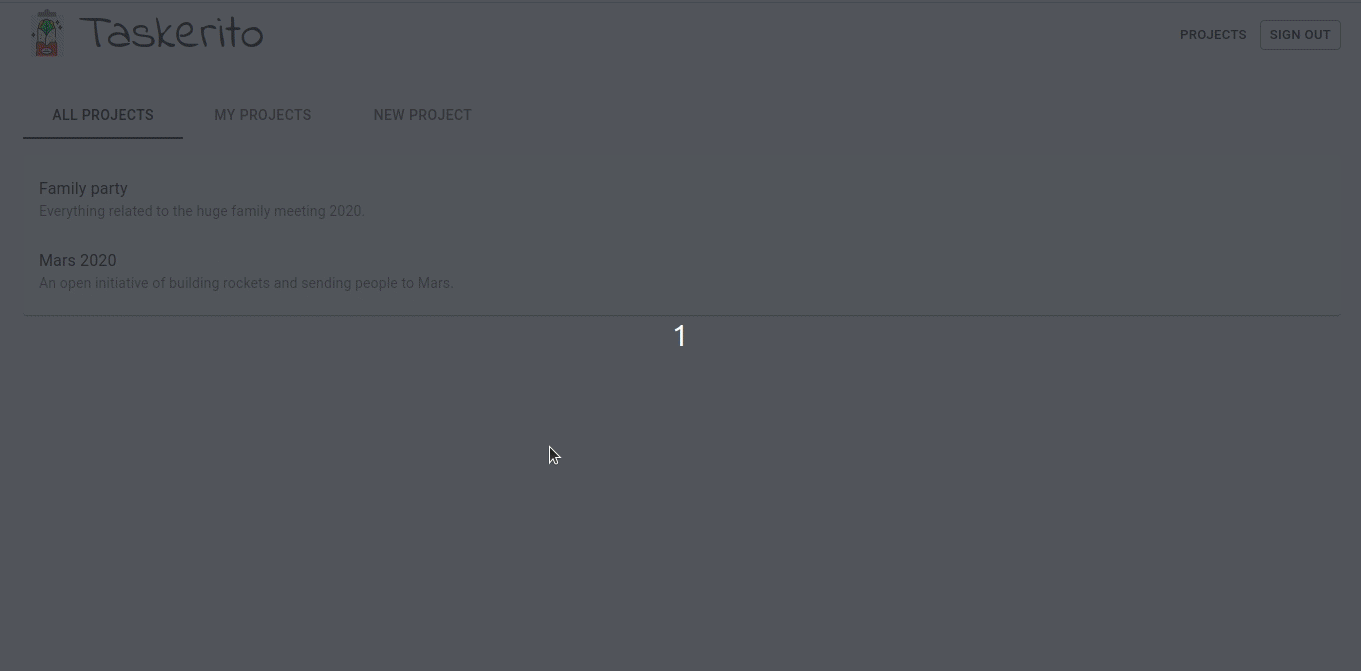 Taskerito
PROJECTS
SIGN OUT
ALL PROJECTS
MY PROJECTS
NEW PROJECT
Family party
Everything related to the huge family meeting 2020.
Mars 2020
An open initiative of building rockets and sending people to Mars.
1